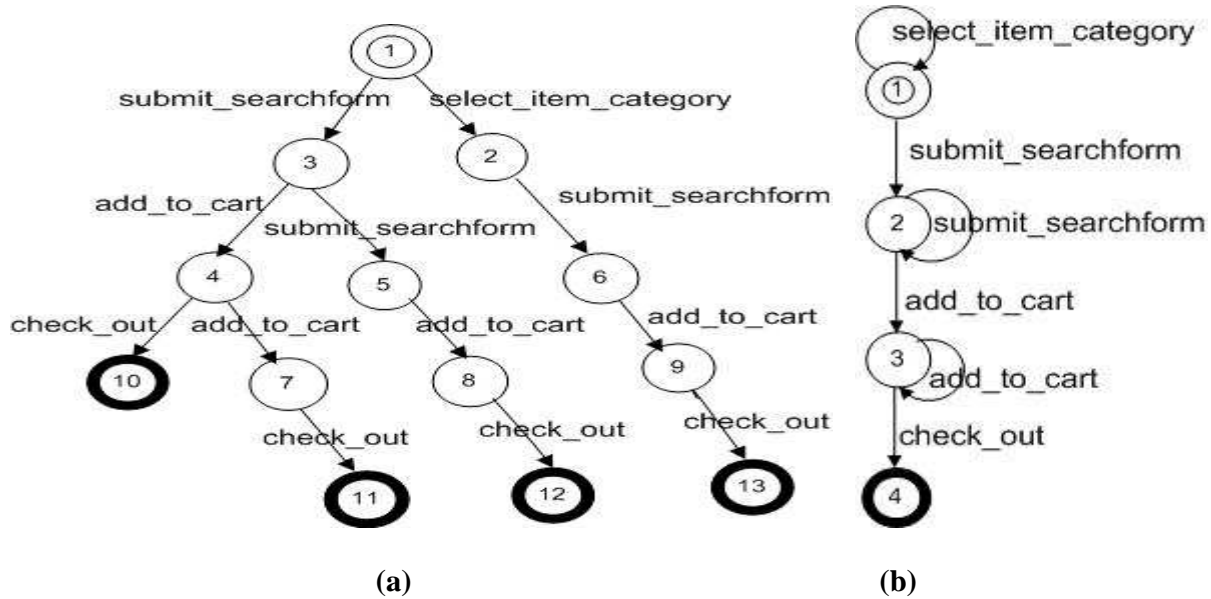 1
submit_searchform select_item_category
3 2
add_to_cart submit_searchform submit_searchform
4 5 6
check_out add_to_cart add_to_cart add_to_cart
10 7 8 9
check_out check_out check_out
11 12 13
(a)
select_item_category
1
submit_searchform
2 submit_searchform
add_to_cart
3 add_to_cart
check_out
4
(b)